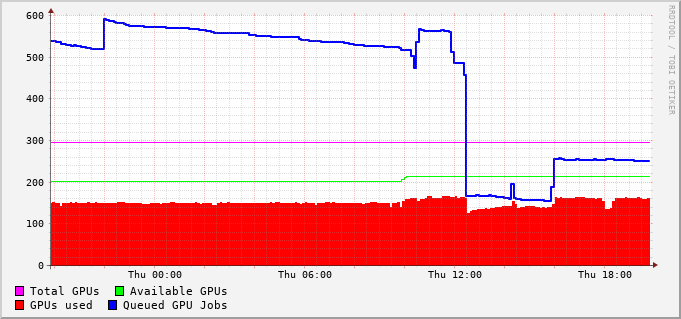 600
500
400
300
200
100
0
Thu 00:00 Thu 06:00 Thu 12:00 Thu 18:00
Total GPUs Available GPUs
GPUs used Queued GPU Jobs
RRDTOOL / TOBI OETIKER